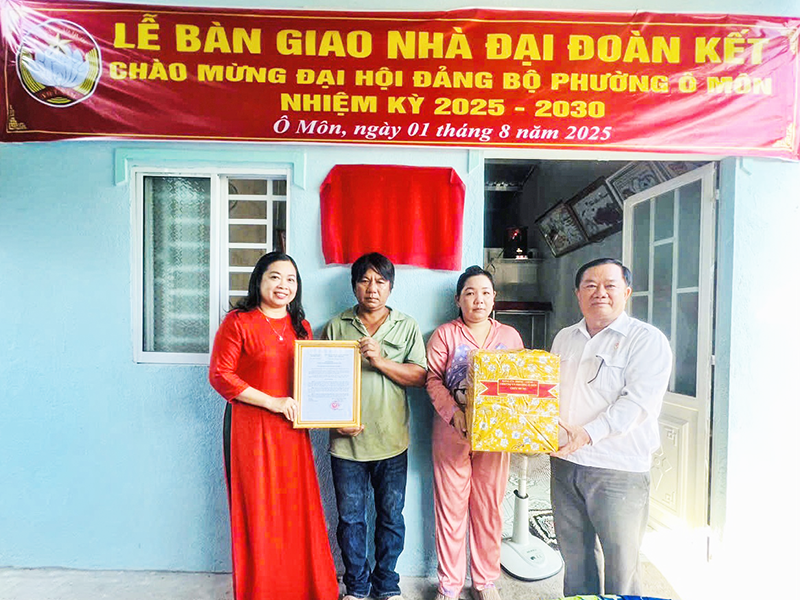 LỄ BÀN GIAO NHÀ ĐẠI ĐOÀN KẾT
CHÀO MỪNG ĐẠI HỘI ĐẢNG BỘ PHƯỜNG Ô MÔN
NHIỆM KỲ 2025 - 2030
Ô Môn, ngày 01 tháng 8 năm 2025